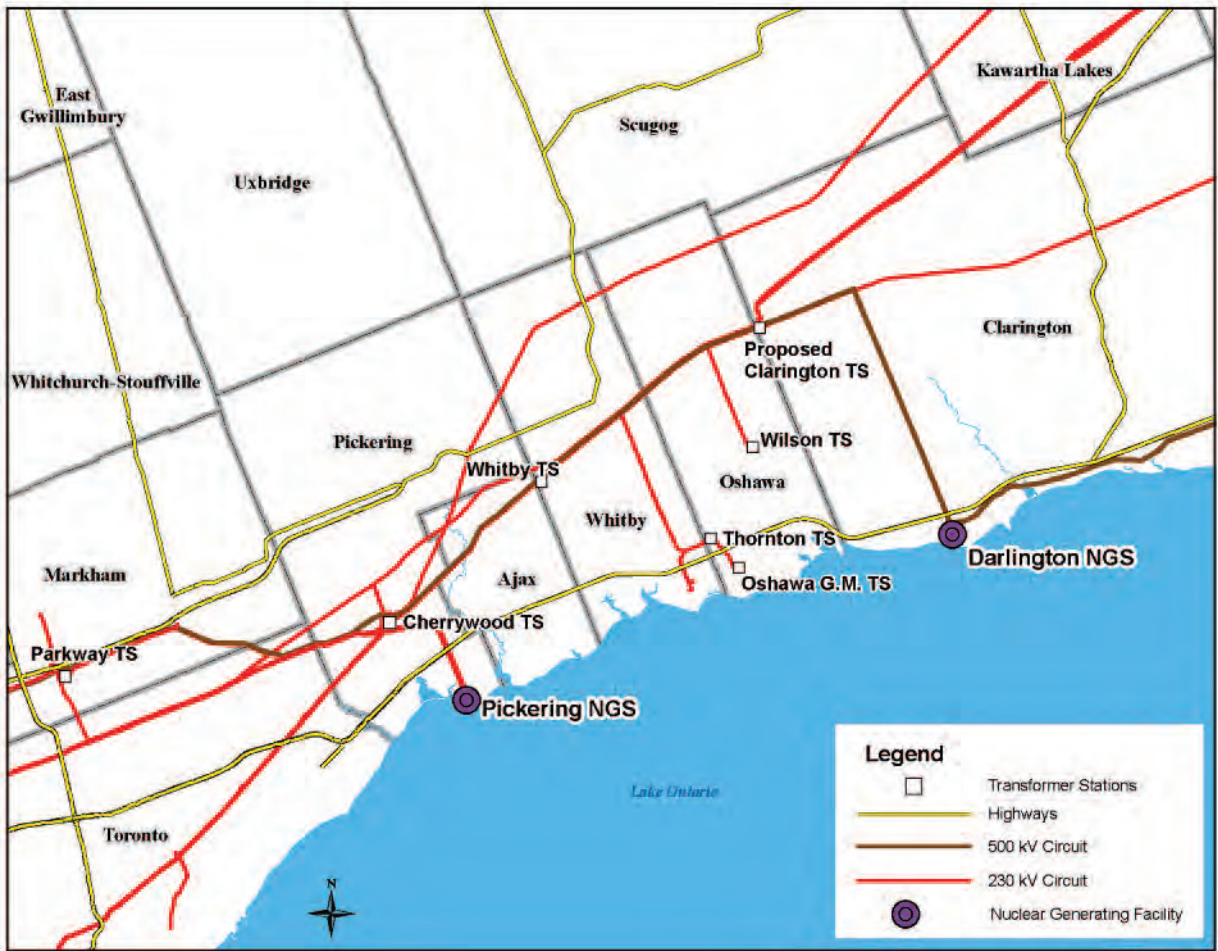 Kawartha Lakes
East
Gwillimbury
Scugog
Uxbridge
Clarington
Proposed
Clarington TS
Whitchurch-Stouffville
Pickering
Wilson TS
Whitby TS
Oshawa
Whitby
Thornton TS
Darlington NGS
Markham
Ajax
Oshawa G.M. TS
Cherrywood TS
Parkway TS
Pickering NGS
Legend
Transformer Stations
Lake Ontario
Highways
Toronto
500 kV Circuit
230 kV Circuit
N
Nuclear Generating Facility